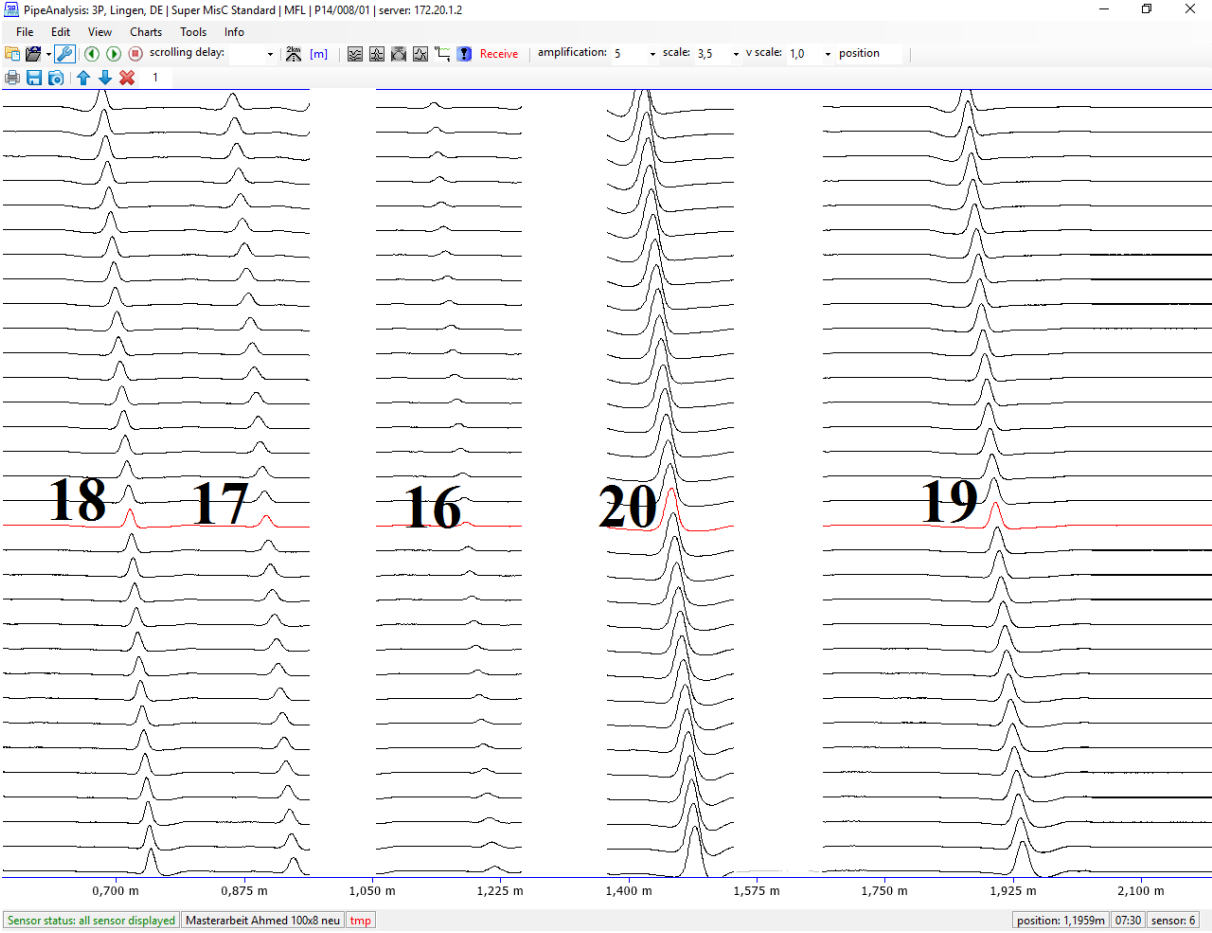 PipeAnalysis: 3P, Lingen, DE | Super MisC Standard | MFL | P14/008/01 | server: 172.20.1.2
File Edit View Charts Tools Info
scrolling delay: 2km [m] Receive amplification: 5 scale: 3,5 v scale: 1,0 position
1
18 17 16 20 19
0,700 m 0,875 m 1,050 m 1,225 m 1,400 m 1,575 m 1,750 m 1,925 m 2,100 m
Sensor status: all sensor displayed Masterarbeit Ahmed 100x8 neu tmp position: 1,1959m 07:30 sensor: 6